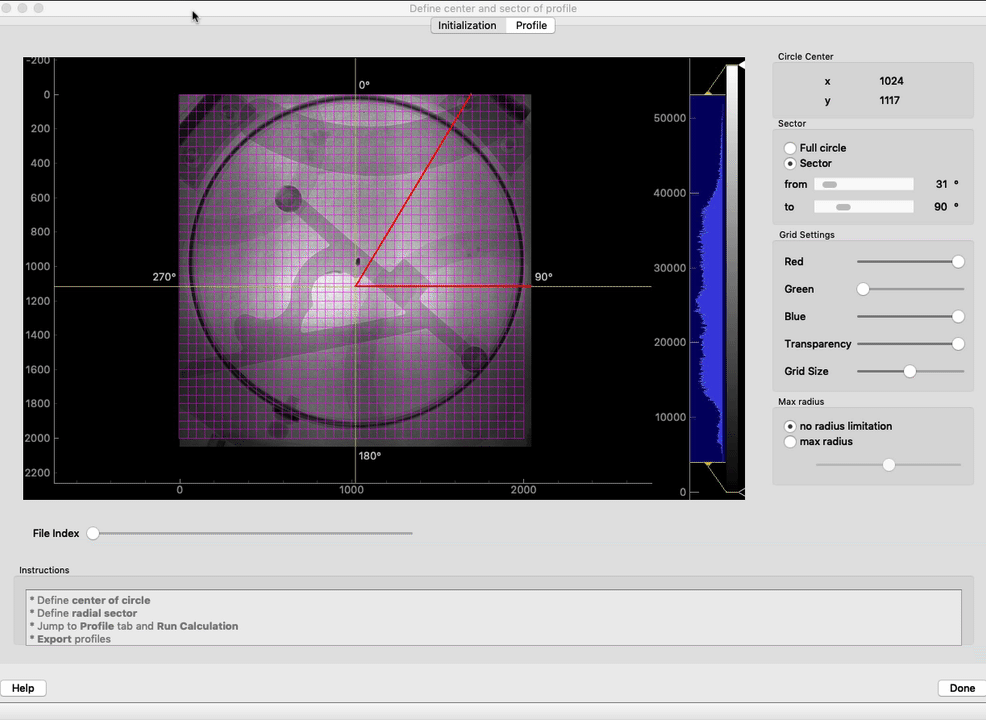 Define center and sector of profile
Initialization
Profile
-200
0
200
400
600
800
1000
1200
1400
1600
1800
2000
2200
0
1000
2000
0°
90°
180°
270°
50000
40000
30000
20000
10000
0
Circle Center
x 1024
y 1117
Sector
Full circle
Sector
from 31 °
to 90 °
Grid Settings
Red
Green
Blue
Transparency
Grid Size
Max radius
no radius limitation
max radius
File Index
Instructions
* Define center of circle
* Define radial sector
* Jump to Profile tab and Run Calculation
* Export profiles
Help
Done